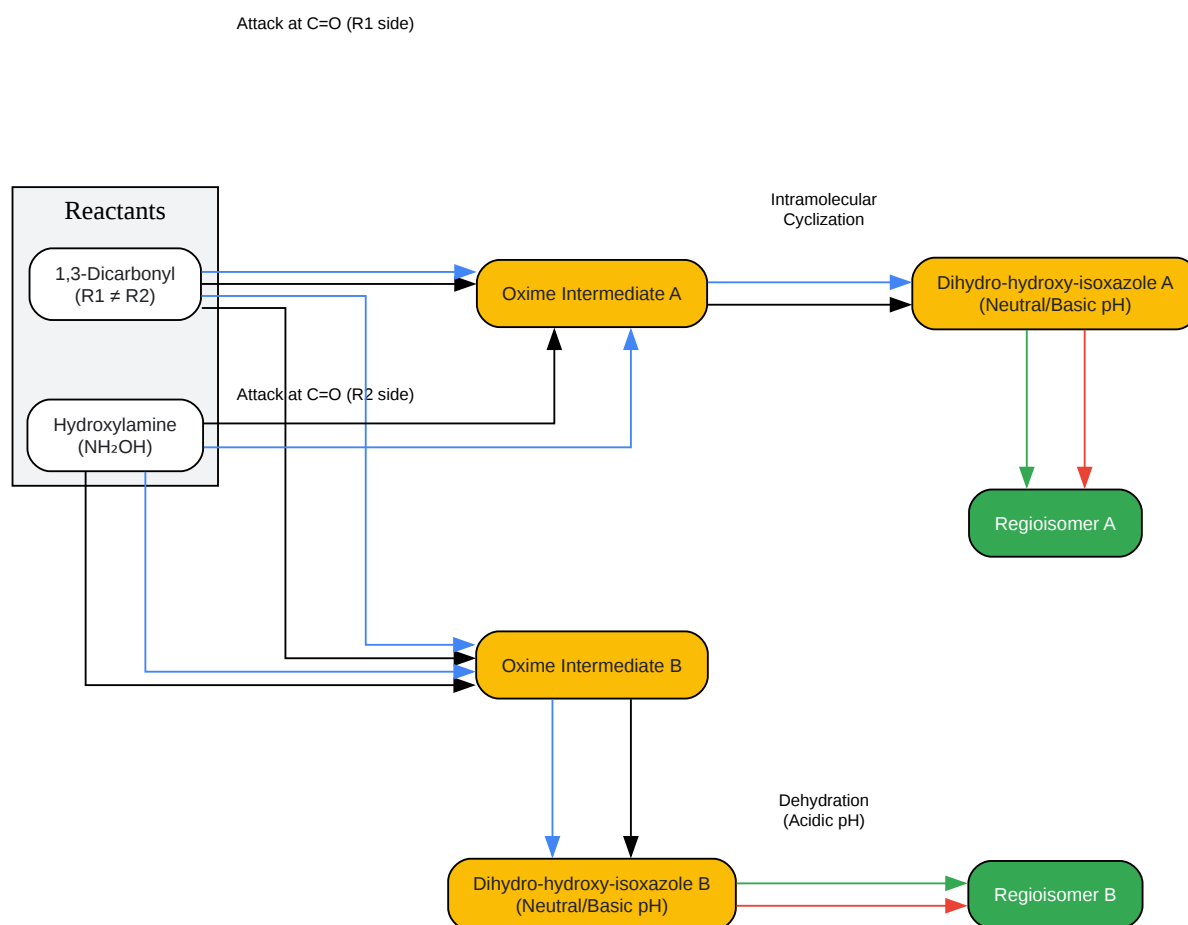 Attack at C=O (R1 side)
Reactants
1,3-Dicarbonyl
(R1 ≠ R2)
Hydroxylamine
(NH₂OH)
Attack at C=O (R2 side)
Oxime Intermediate A
Intramolecular
Cyclization
Dihydro-hydroxy-isoxazole A
(Neutral/Basic pH)
Regioisomer A
Oxime Intermediate B
Dihydro-hydroxy-isoxazole B
(Neutral/Basic pH)
Dehydration
(Acidic pH)
Regioisomer B